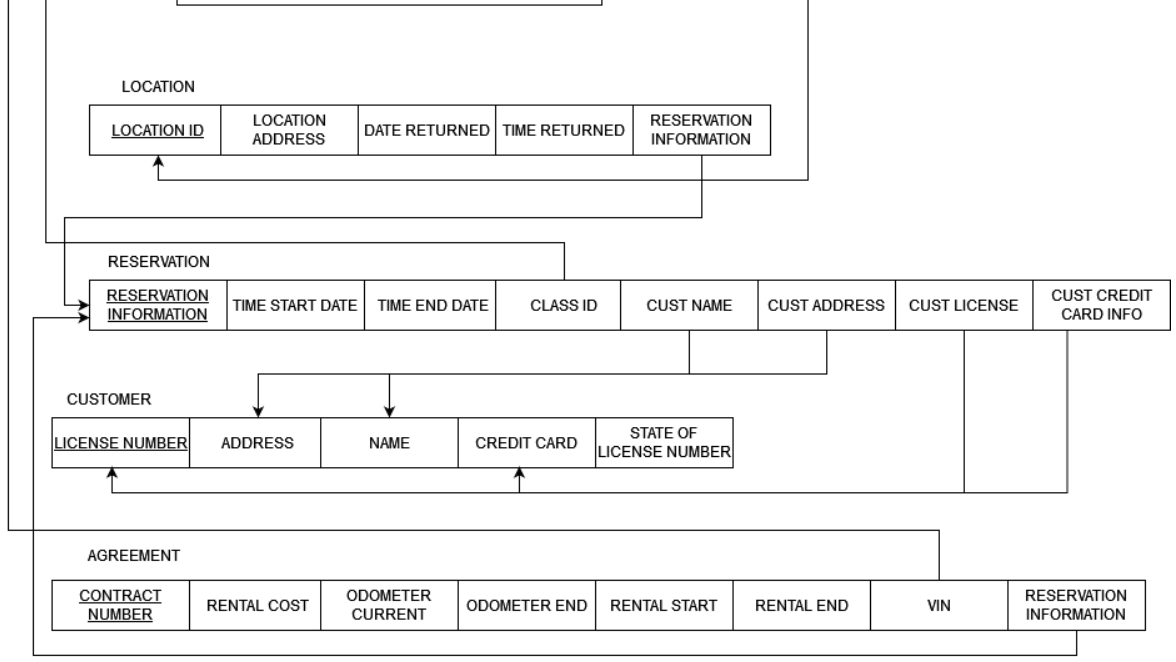 LOCATION
LOCATION ID
LOCATION
ADDRESS
DATE RETURNED
TIME RETURNED
RESERVATION
INFORMATION
RESERVATION
RESERVATION
INFORMATION
TIME START DATE
TIME END DATE
CLASS ID
CUST NAME
CUST ADDRESS
CUST LICENSE
CUST CREDIT
CARD INFO
CUSTOMER
LICENSE NUMBER
ADDRESS
NAME
CREDIT CARD
STATE OF
LICENSE NUMBER
AGREEMENT
CONTRACT
NUMBER
RENTAL COST
ODOMETER
CURRENT
ODOMETER END
RENTAL START
RENTAL END
VIN
RESERVATION
INFORMATION